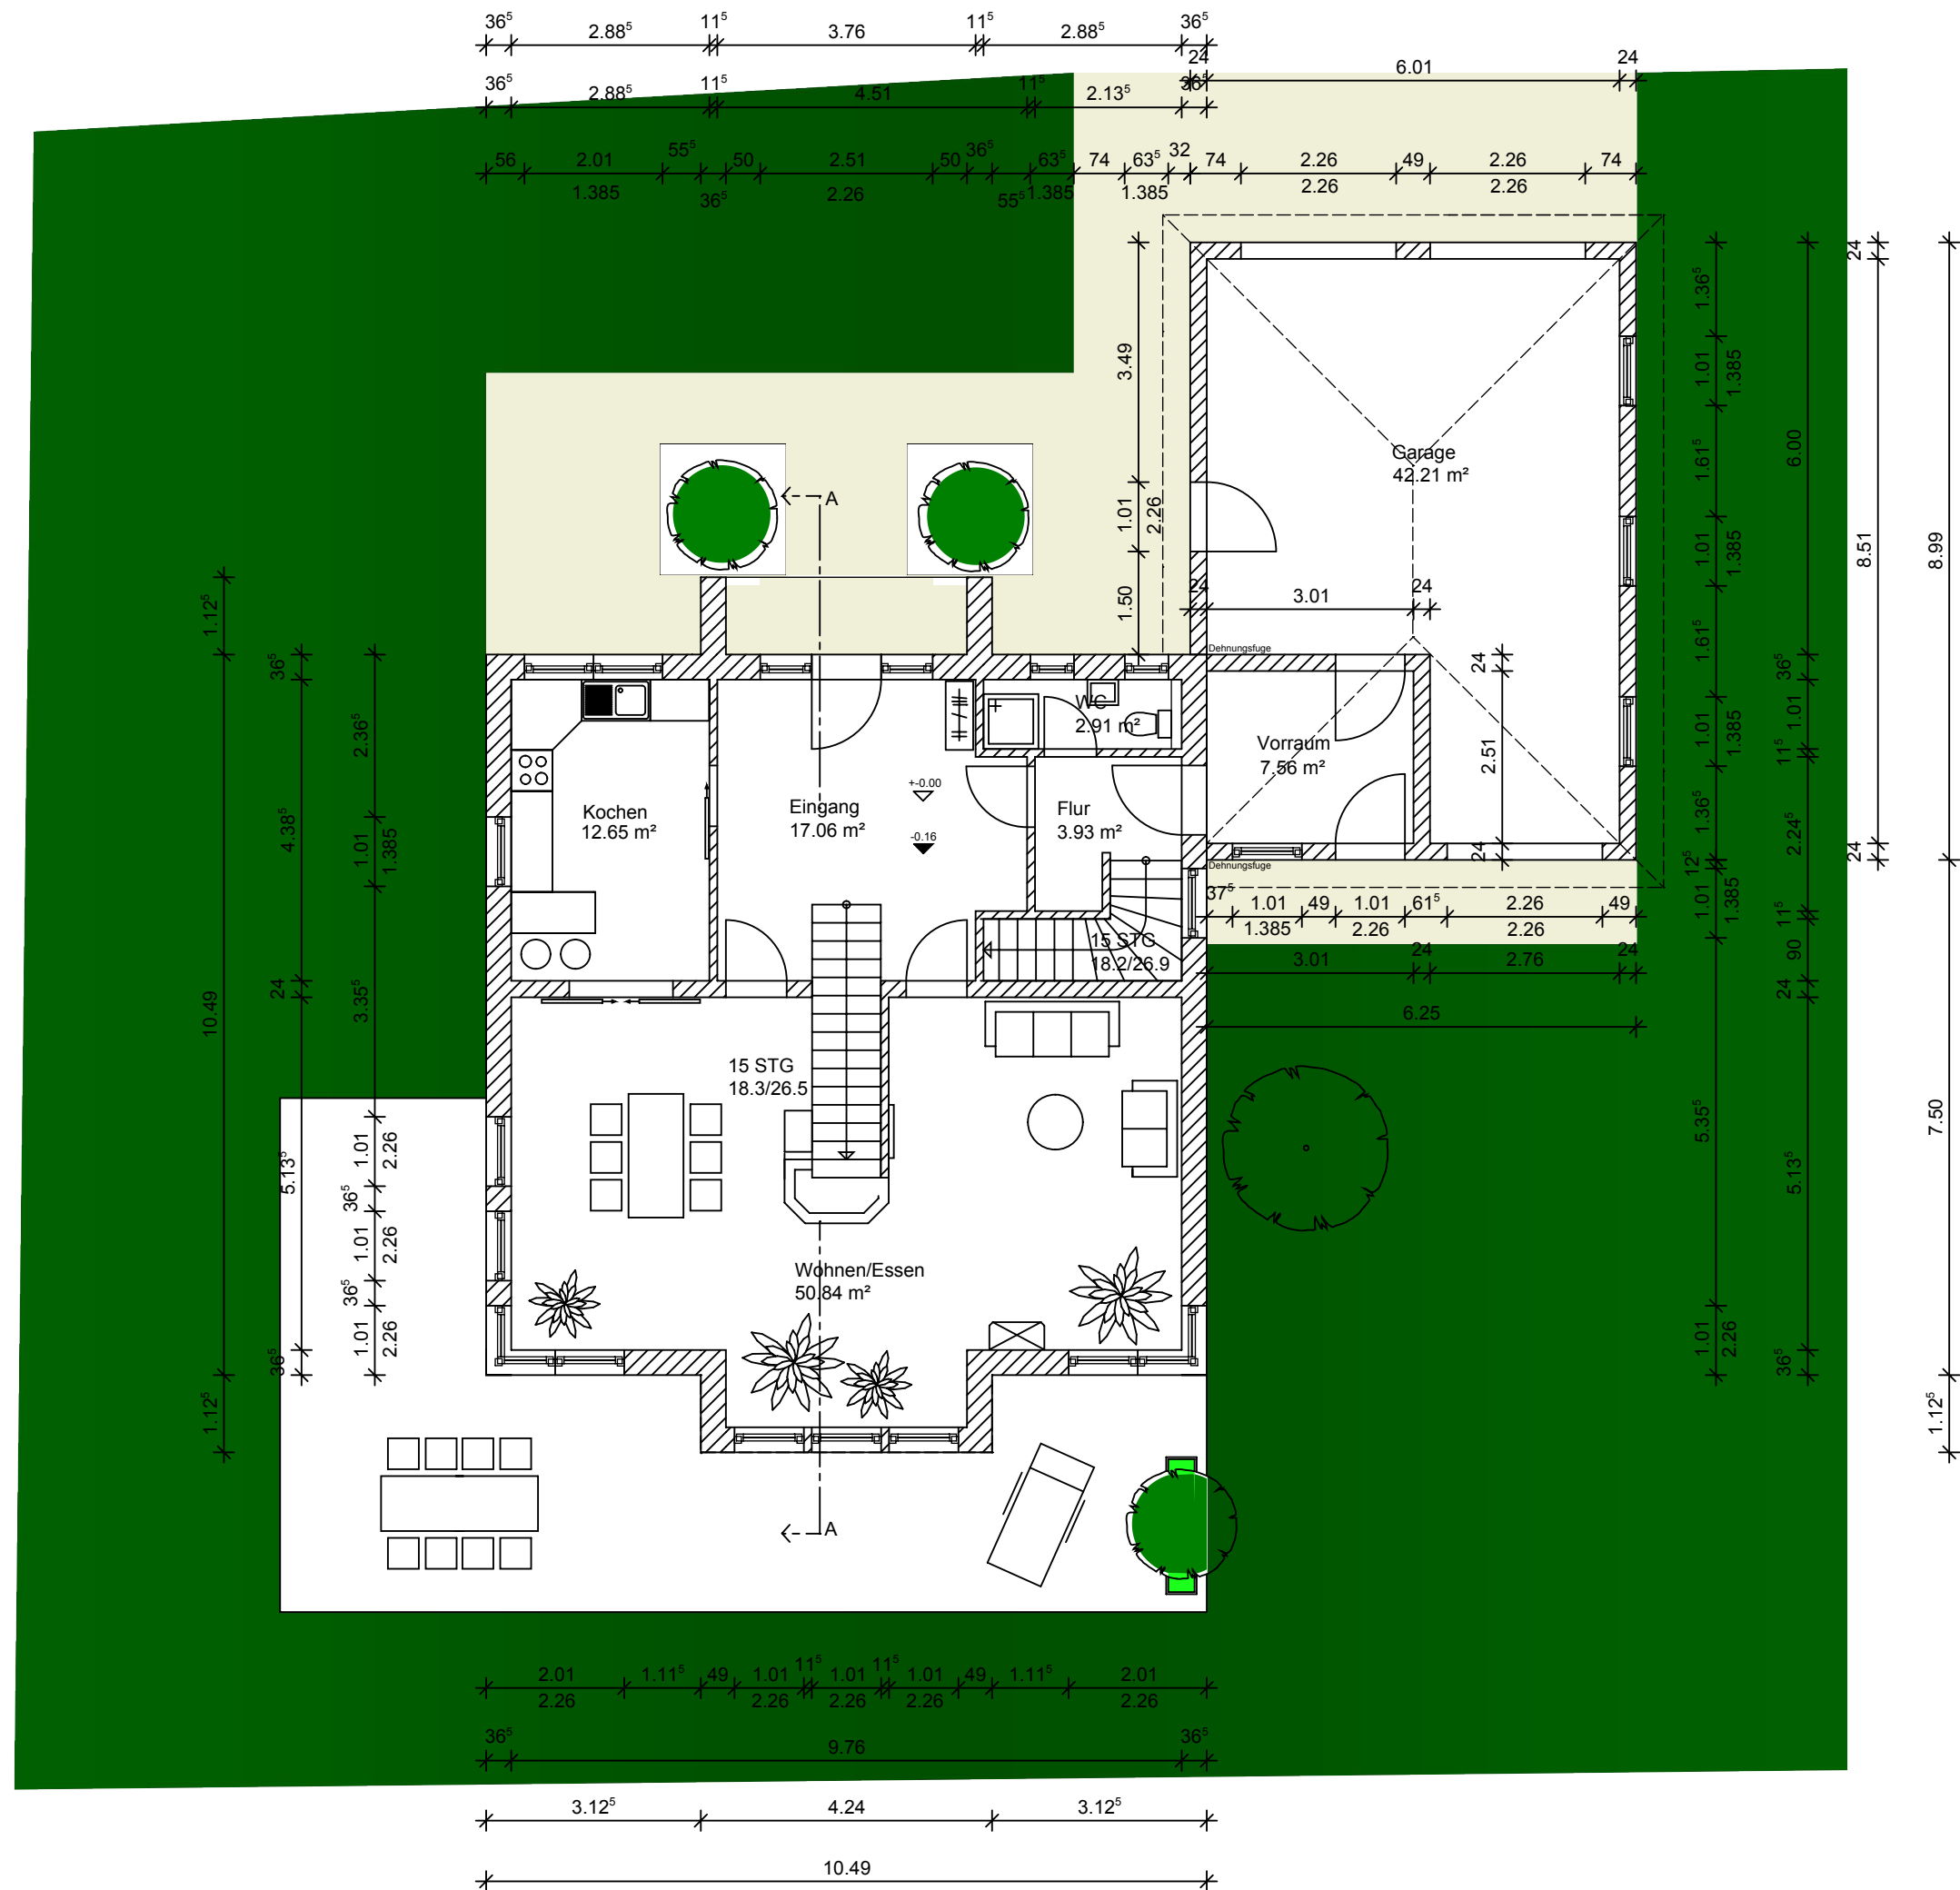 36⁵ 2.88⁵ 11⁵ 3.76 11⁵ 2.88⁵ 36⁵
24 6.01 24
36⁵ 2.88⁵ 11⁵ 4.51 11⁵ 2.13⁵ 36⁵
56 2.01 55⁵ 50 2.51 50 36⁵ 63⁵ 74 63⁵ 32 74 2.26 49 2.26 74
1.385 36⁵ 2.26 55⁵ 1.385 1.385 2.26 2.26
3.49
1.01
2.26
1.50
24 3.01 24
Garage
42.21 m²
A
Dehnungsfuge
24
2.51
24
WC
2.91 m²
Vorraum
7.56 m²
+-0.00
-0.16
Kochen
12.65 m²
Eingang
17.06 m²
Flur
3.93 m²
Dehnungsfuge
37⁵ 1.01 49 1.01 61⁵ 2.26 49
1.385 2.26 2.26
3.01 24 2.76 24
6.25
15 STG
18.2/26.9
15 STG
18.3/26.5
Wohnen/Essen
50.84 m²
A
1.12⁵
10.49
1.12⁵
36⁵
4.38⁵
24
5.13⁵
36⁵
2.36⁵
1.01
1.385
3.35⁵
1.01
2.26
36⁵
1.01
2.26
36⁵
1.01
2.26
1.36⁵
1.01
1.385
1.61⁵
1.01
1.385
1.61⁵
1.01
1.385
1.36⁵
12⁵
1.01
1.385
5.35⁵
1.01
2.26
6.00
36⁵
1.01
11⁵
2.24⁵
11⁵
90
24
5.13⁵
36⁵
24
8.51
24
8.99
7.50
1.12⁵
2.01 1.11⁵ 49 1.01 11⁵ 1.01 11⁵ 1.01 49 1.11⁵ 2.01
2.26 2.26 2.26 2.26 2.26
36⁵ 9.76 36⁵
3.12⁵ 4.24 3.12⁵
10.49